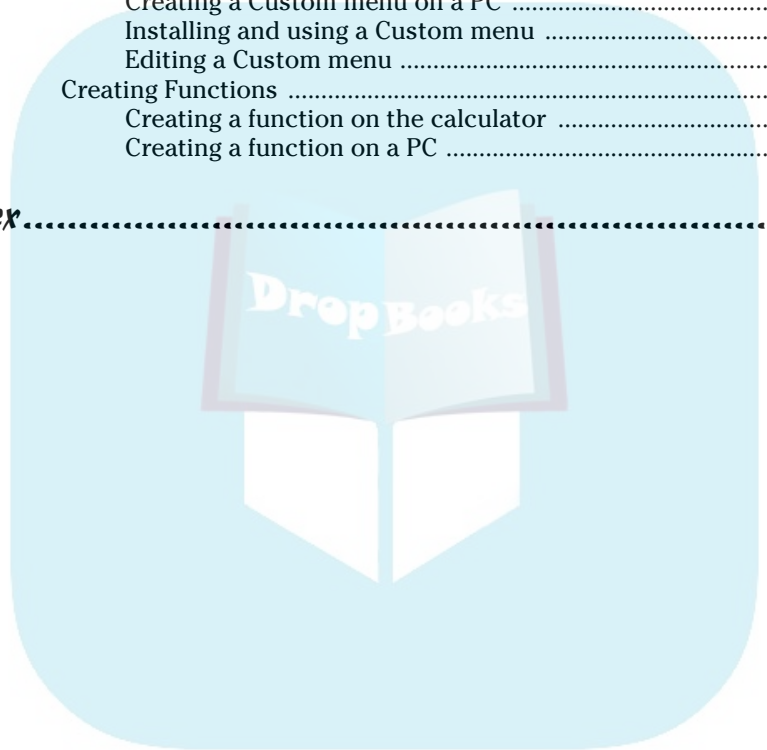 Creating a Custom menu on a PC ..........................................
Installing and using a Custom menu ....................................
Editing a Custom menu ............................................................
Creating Functions ..............................................................................
Creating a function on the calculator ..................................
Creating a function on a PC .....................................................
ex..............................................................................
DropBooks